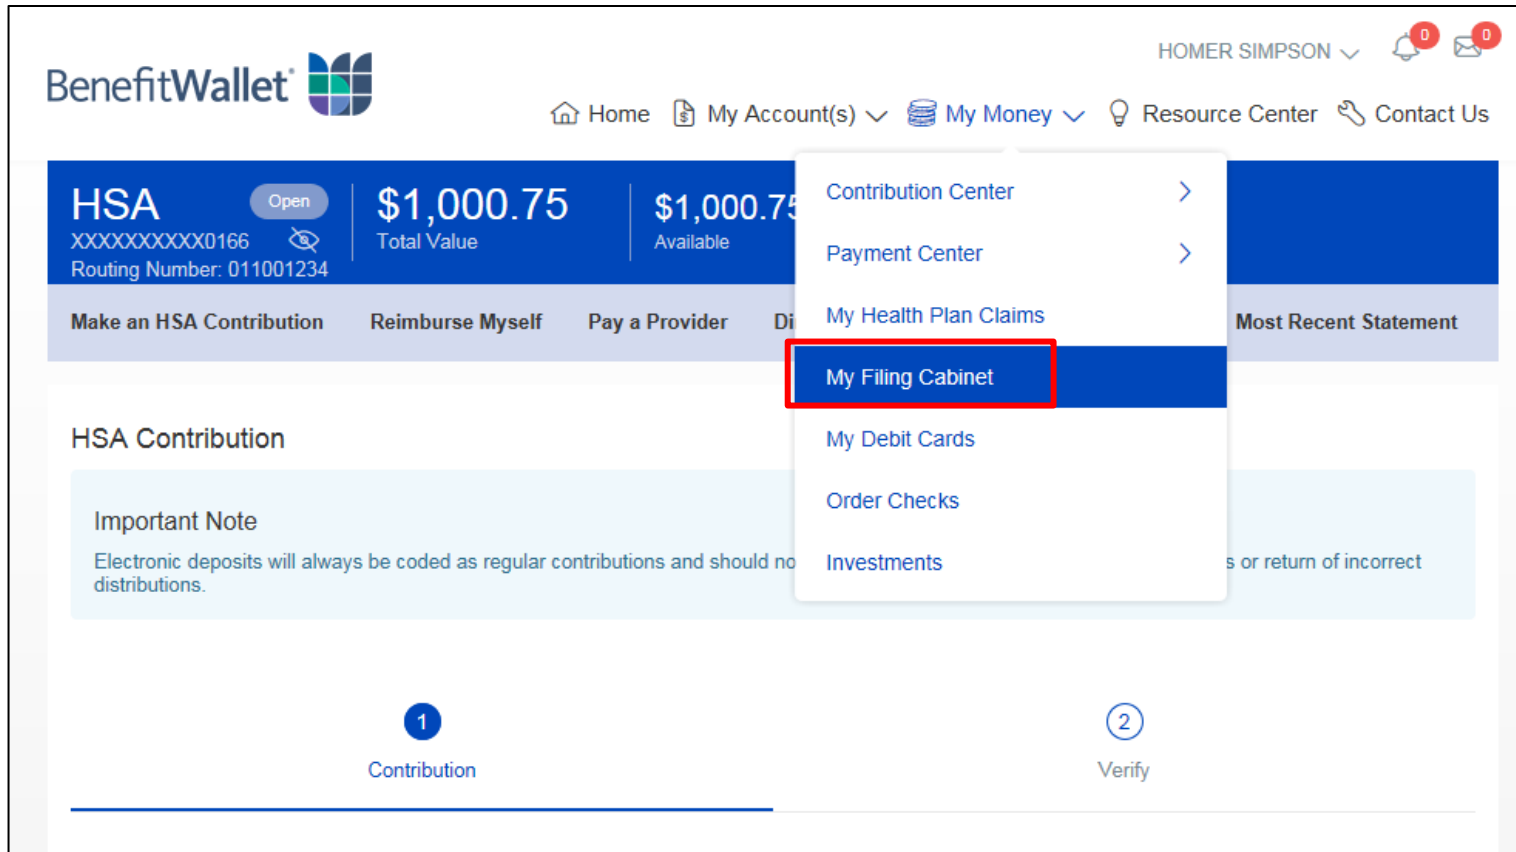 HOMER SIMPSON
0
0
BenefitWallet
Home
My Account(s)
My Money
Resource Center
Contact Us
HSA
Open
$1,000.75
$1,000.75
XXXXXXXXXX0166
Total Value
Available
Routing Number: 011001234
Make an HSA Contribution
Reimburse Myself
Pay a Provider
Di
Most Recent Statement
Contribution Center
Payment Center
My Health Plan Claims
My Filing Cabinet
My Debit Cards
Order Checks
Investments
HSA Contribution
Important Note
Electronic deposits will always be coded as regular contributions and should no
s or return of incorrect
distributions.
1
Contribution
2
Verify